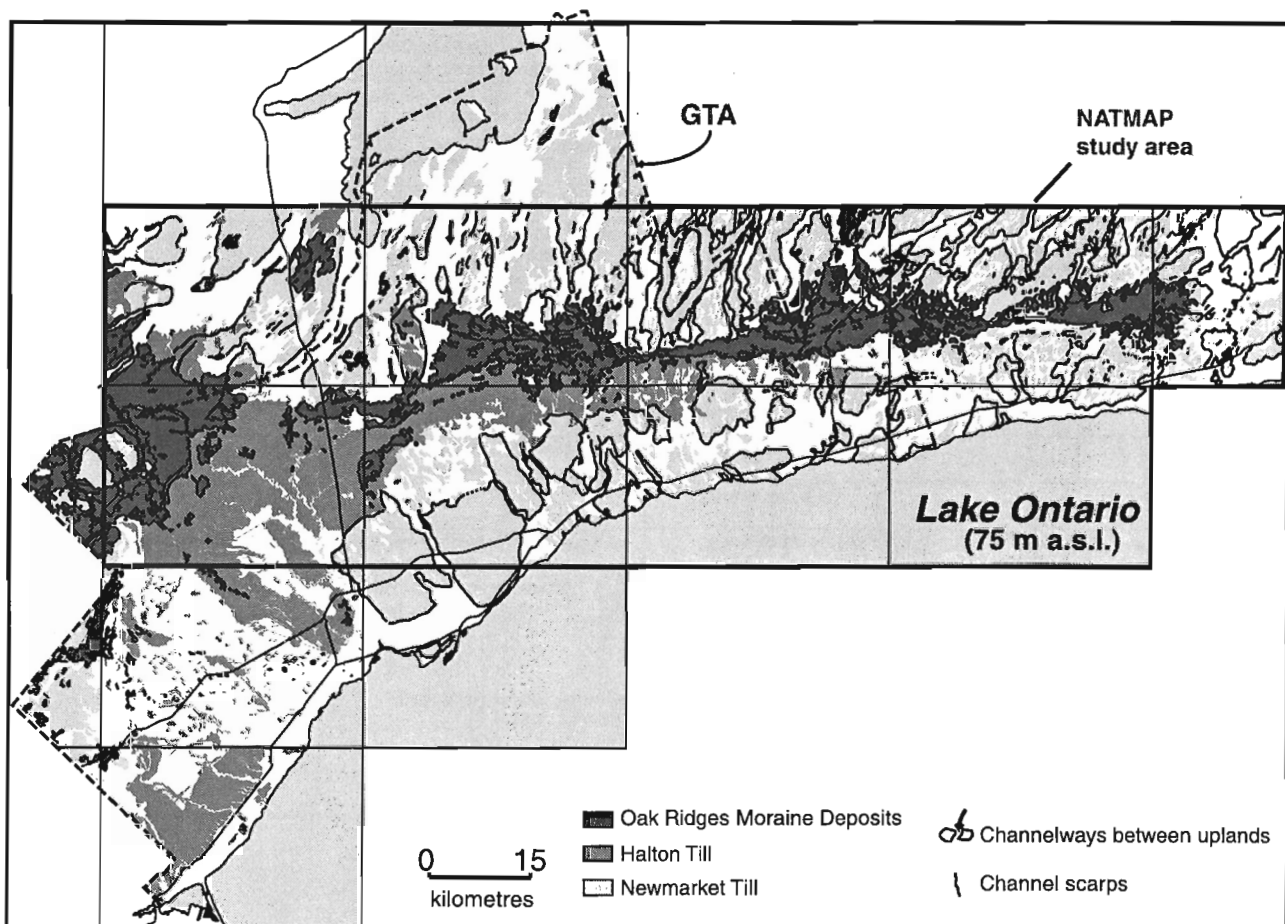 GTA
NATMAP
study area
Lake Ontario
(75 m a.s.l.)
0 15
kilometres
Oak Ridges Moraine Deposits
Halton Till
Newmarket Till
Channelways between uplands
Channel scarps